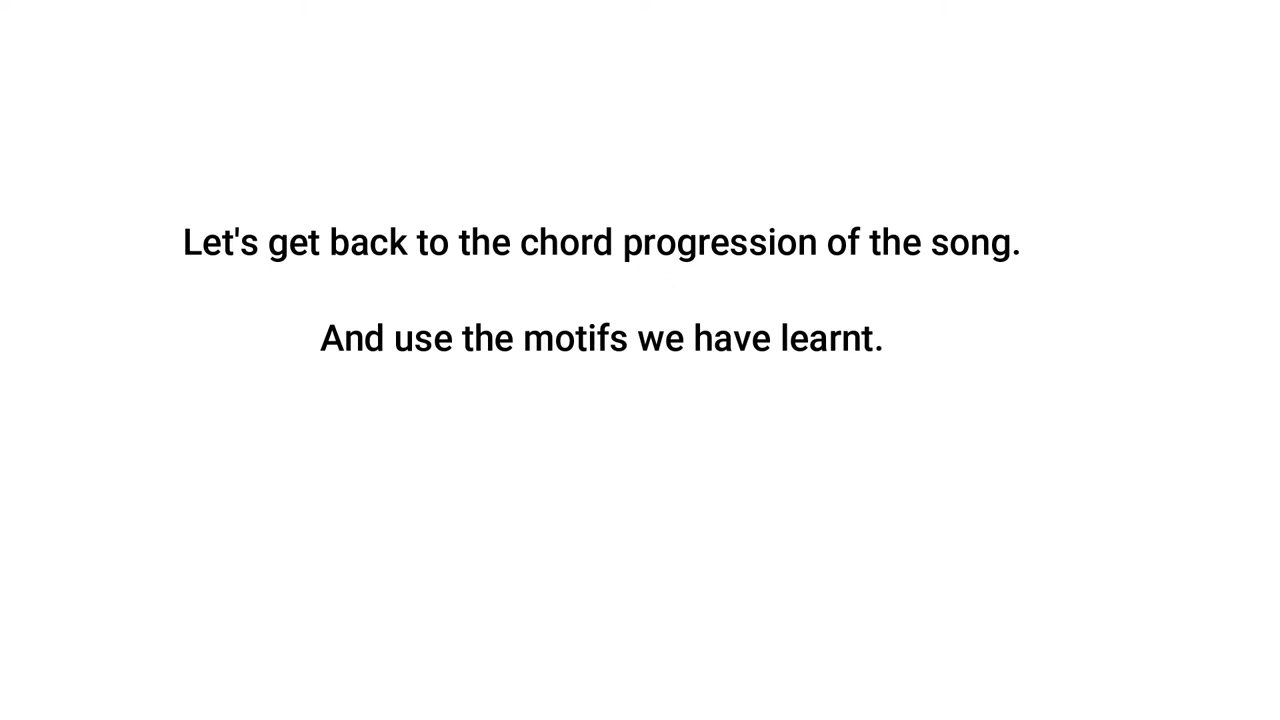 Let's get back to the chord progression of the song.
And use the motifs we have learnt.